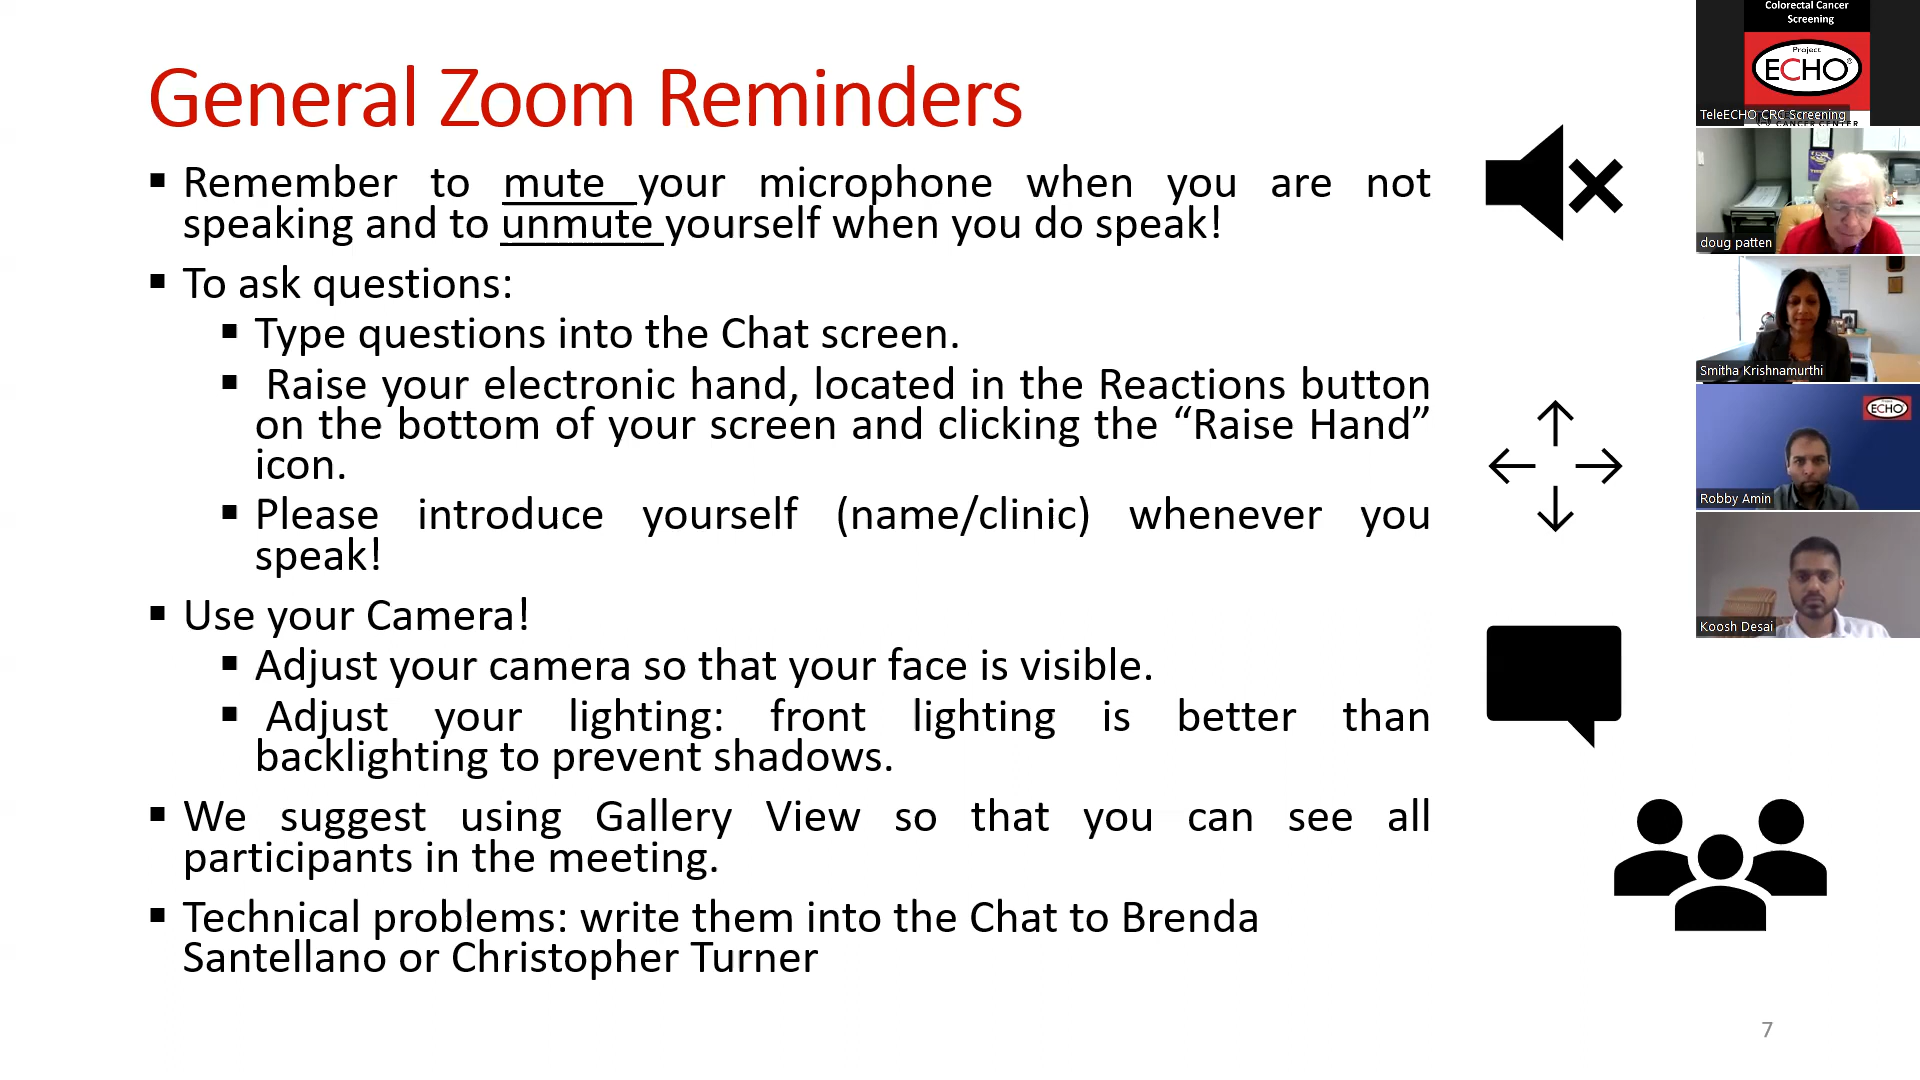 General Zoom Reminders
▪ Remember to mute your microphone when you are not
speaking and to unmute yourself when you do speak!
▪ To ask questions:
▪ Type questions into the Chat screen.
▪ Raise your electronic hand, located in the Reactions button
on the bottom of your screen and clicking the “Raise Hand”
icon.
▪ Please introduce yourself (name/clinic) whenever you
speak!
▪ Use your Camera!
▪ Adjust your camera so that your face is visible.
▪ Adjust your lighting: front lighting is better than
backlighting to prevent shadows.
▪ We suggest using Gallery View so that you can see all
participants in the meeting.
▪ Technical problems: write them into the Chat to Brenda
Santellano or Christopher Turner
7
Colorectal Cancer
Screening
Project
ECHO®
TeleECHO CRC Screening
CANCER CENTER
doug patten
Smitha Krishnamurthi
ECHO
Robby Amin
Koosh Desai